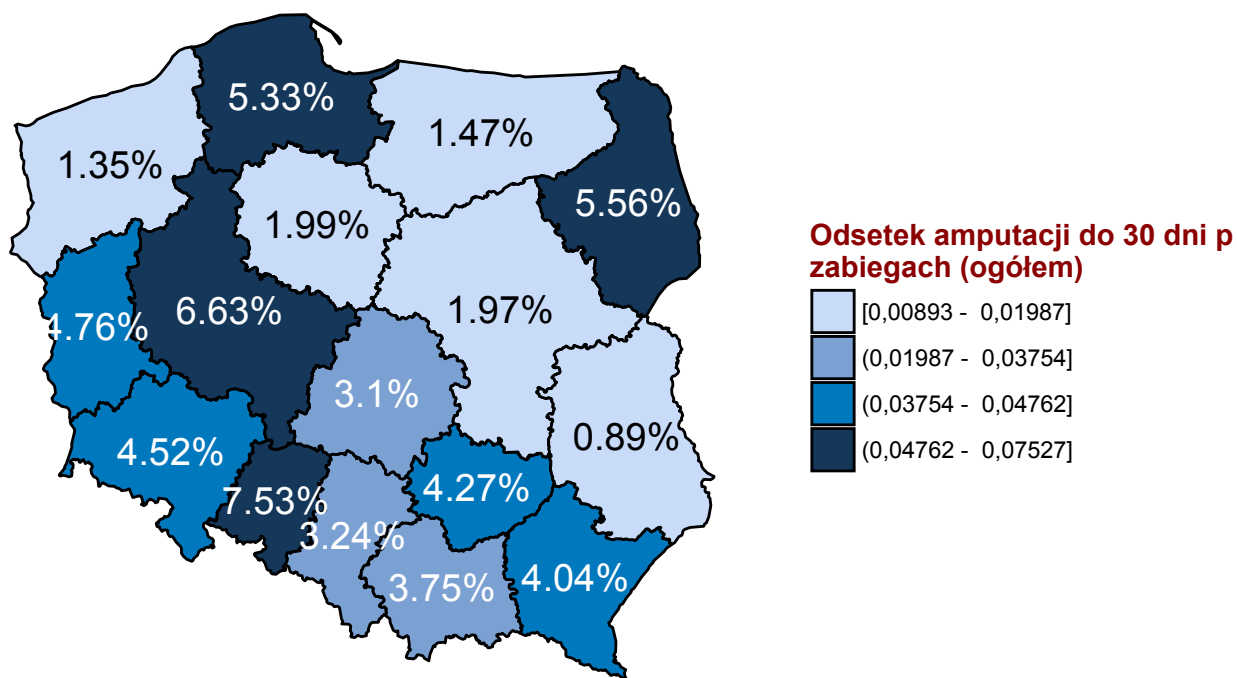 5.33%
1.47%
1.35%
5.56%
1.99%
6.63%
1.97%
4.76%
3.1%
0.89%
4.52%
4.27%
7.53%
3.24%
3.75%
4.04%
Odsetek amputacji do 30 dni p
zabiegach (ogółem)
[0,00893 - 0,01987]
(0,01987 - 0,03754]
(0,03754 - 0,04762]
(0,04762 - 0,07527]